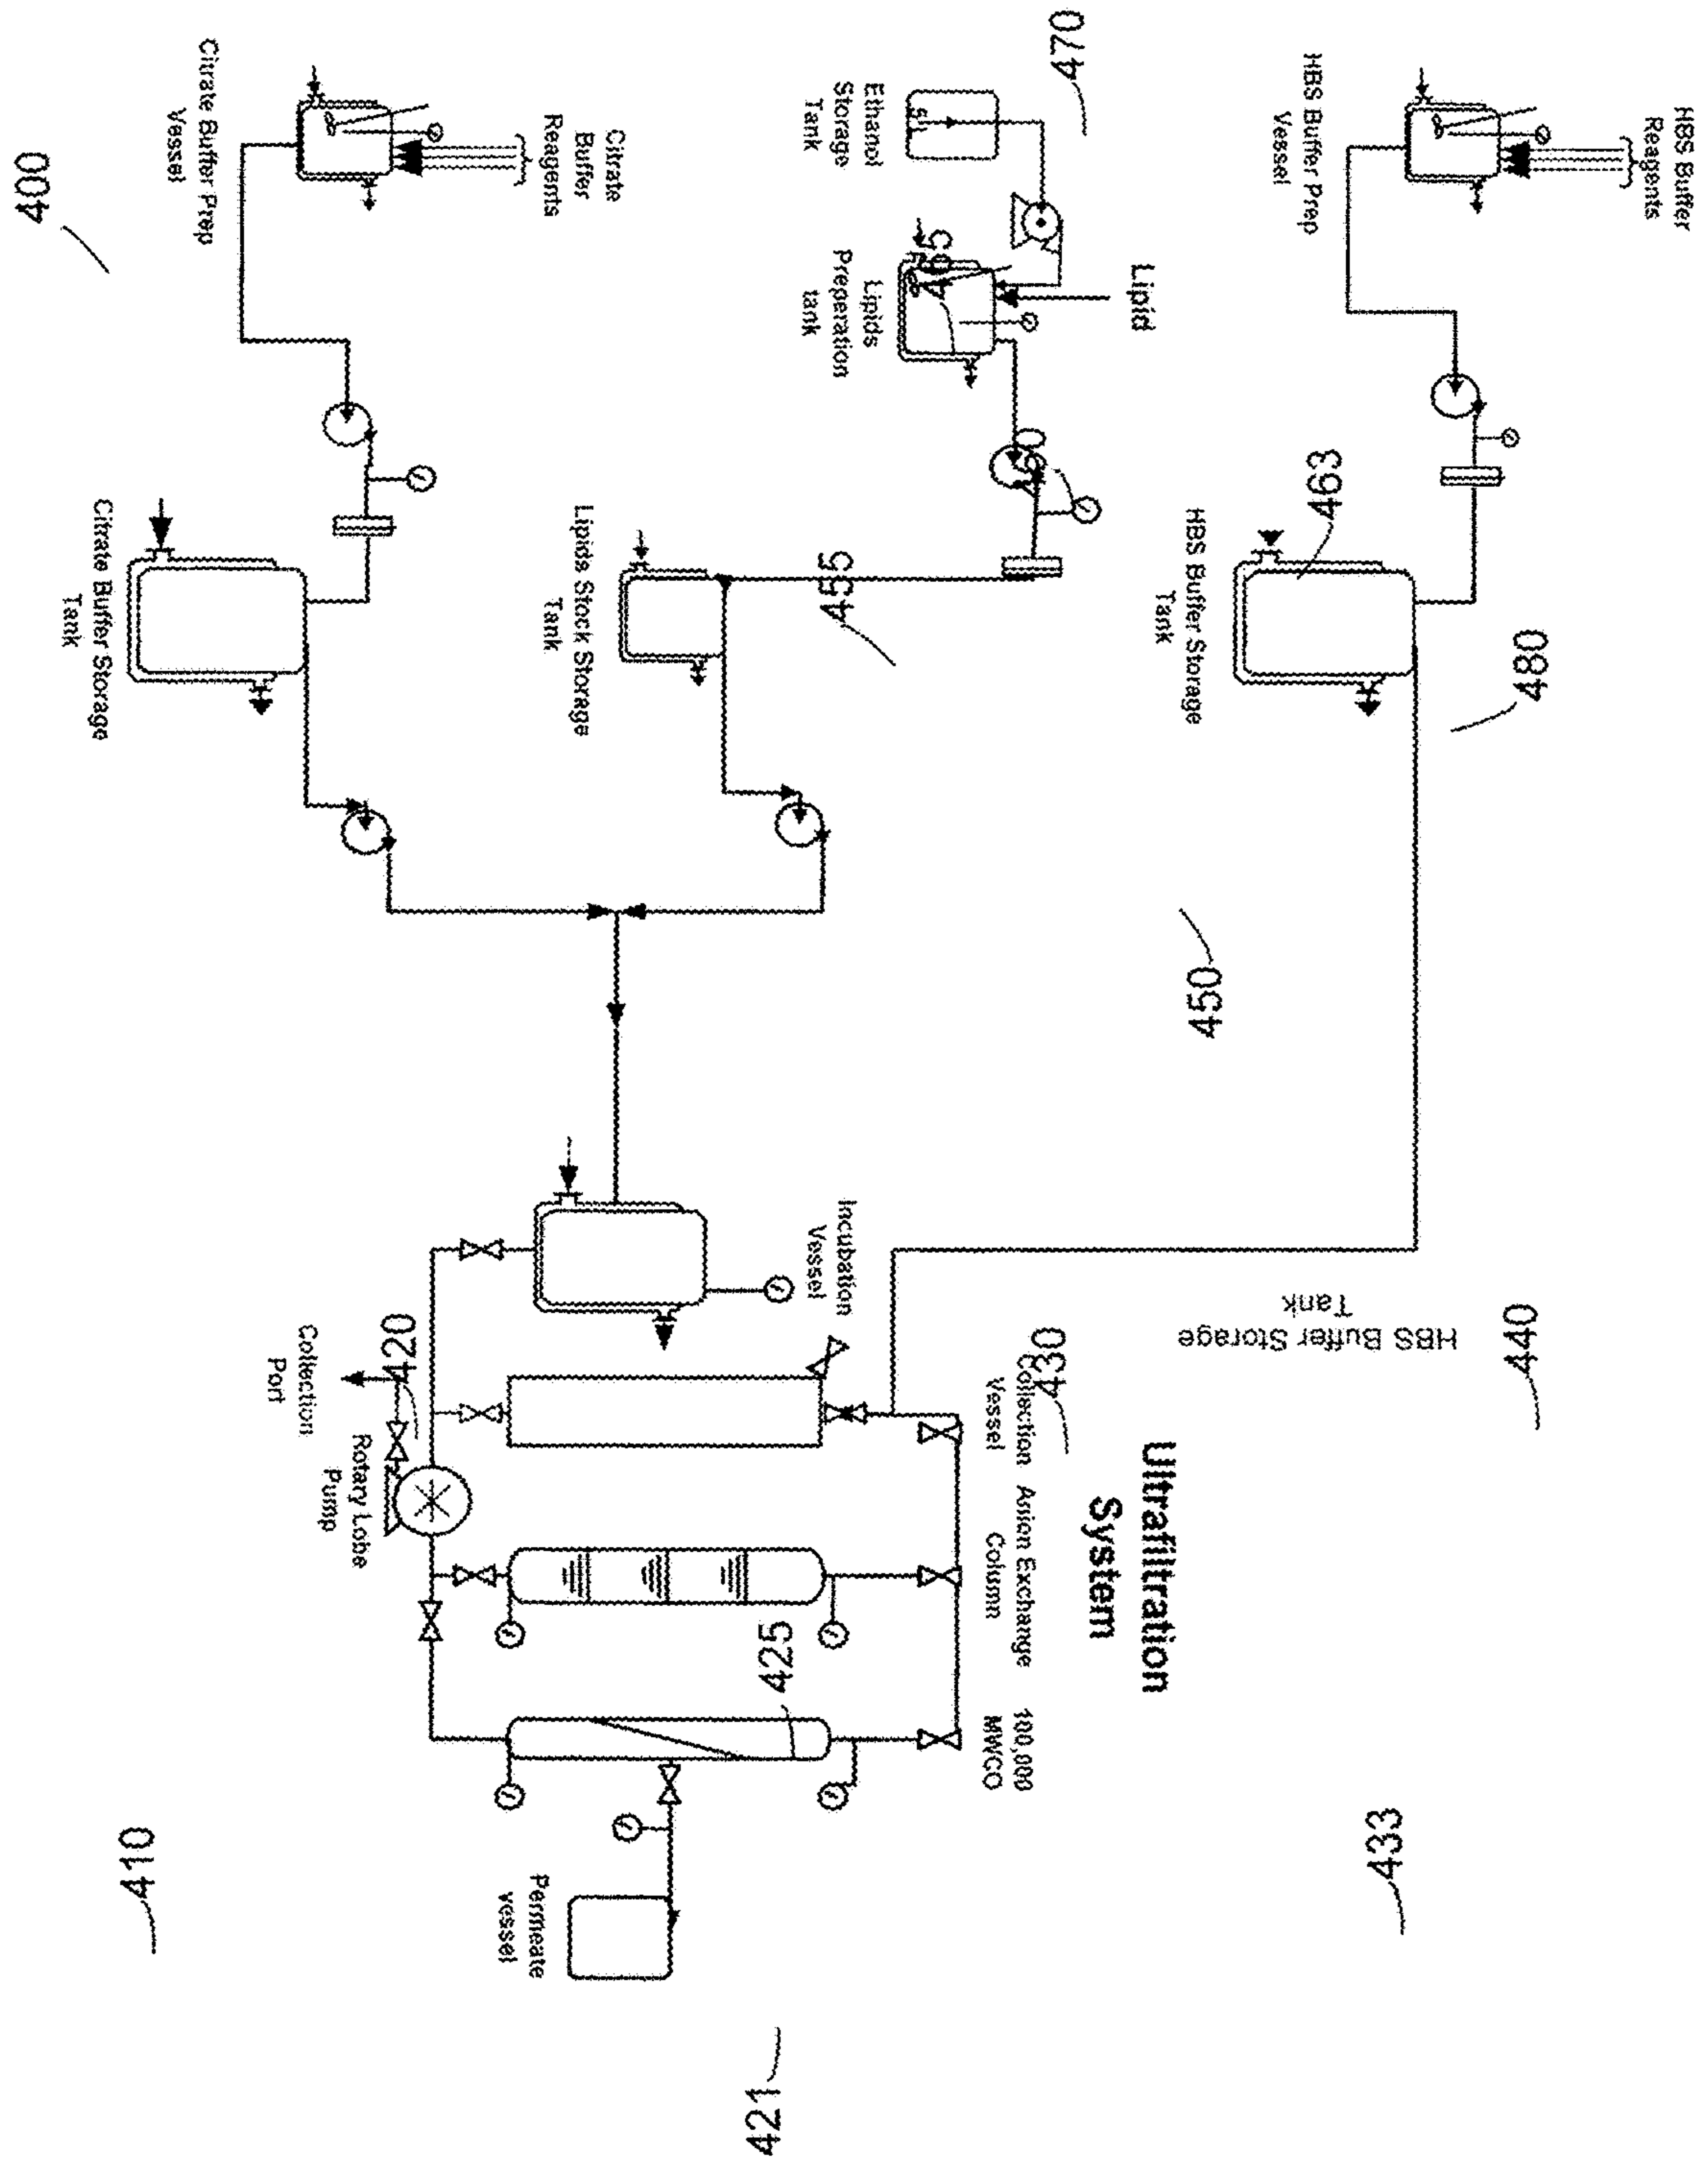 HBS Buffer
Reagents
HBS Buffer Prep
Vessel
463
HBS Buffer Storage
Tank
480
470
Ethanol
Storage
Tank
Lipid
465
Lipids
Preperation
tank
455
Lipids Stock Storage
Tank
450
Citrate
Buffer
Reagents
Citrate Buffer Prep
Vessel
400
Citrate Buffer Storage
Tank
HBS Buffer Storage
Tank
440
430
Ultrafiltration
System
Incubation
Vessel
Collection
Vessel
Anion Exchange
Column
100,000
MWCO
420
Collection
Port
Rotary Lobe
Pump
425
Permeate
vessel
410
421
433